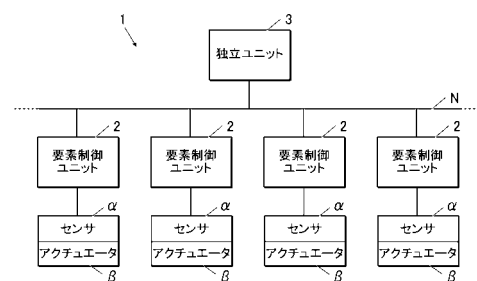 1
3
独立ユニット
N
2
2
2
2
要素制御
ユニット
要素制御
ユニット
要素制御
ユニット
要素制御
ユニット
α
α
α
α
センサ
センサ
センサ
センサ
アクチュエータ
アクチュエータ
アクチュエータ
アクチュエータ
β
β
β
β